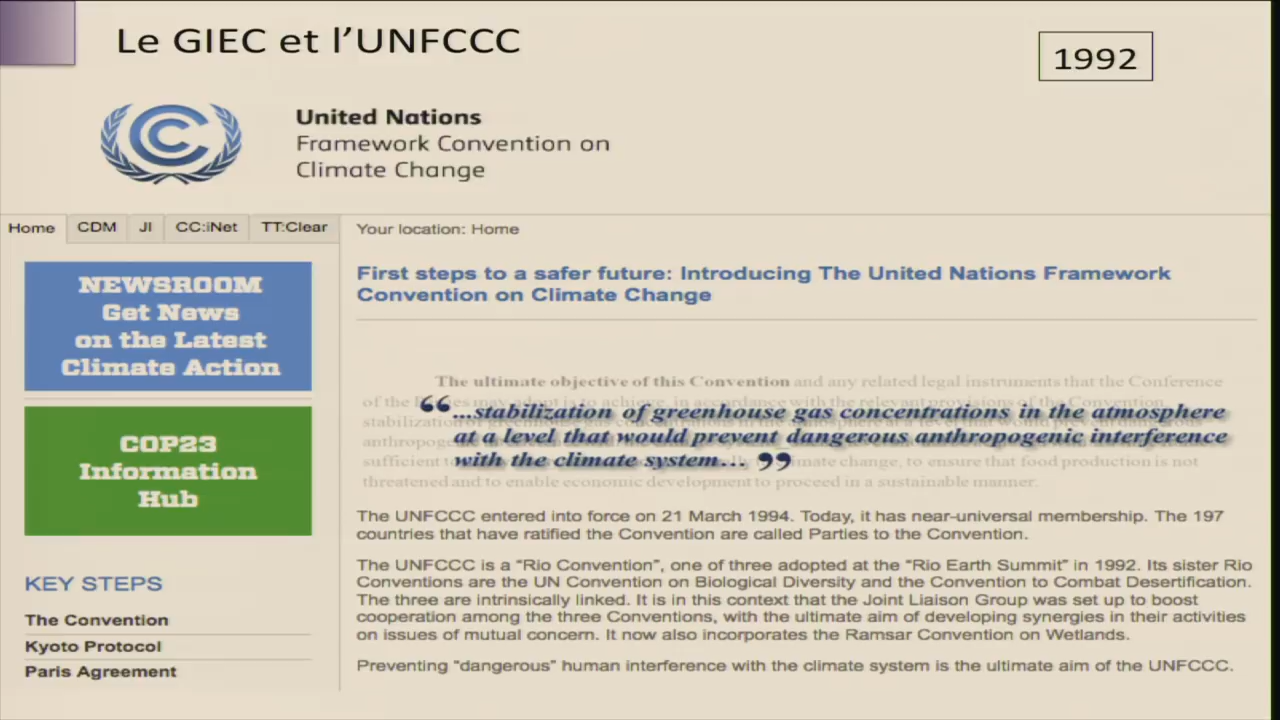 Le GIEC et l’UNFCCC
1992
United Nations
Framework Convention on
Climate Change
Home CDM JI CC:iNet TT:Clear
Your location: Home
NEWSROOM
Get News
on the Latest
Climate Action
COP23
Information
Hub
KEY STEPS
The Convention
Kyoto Protocol
Paris Agreement
First steps to a safer future: Introducing The United Nations Framework
Convention on Climate Change
The ultimate objective of this Convention and any related legal instruments that the Conference
“...stabilization of greenhouse gas concentrations in the atmosphere
at a level that would prevent dangerous anthropogenic interference
with the climate system... ”
climate change, to ensure that food production is not
threatened and to enable economic development to proceed in a sustainable manner.
The UNFCCC entered into force on 21 March 1994. Today, it has near-universal membership. The 197
countries that have ratified the Convention are called Parties to the Convention.
The UNFCCC is a “Rio Convention”, one of three adopted at the “Rio Earth Summit” in 1992. Its sister Rio
Conventions are the UN Convention on Biological Diversity and the Convention to Combat Desertification.
The three are intrinsically linked. It is in this context that the Joint Liaison Group was set up to boost
cooperation among the three Conventions, with the ultimate aim of developing synergies in their activities
on issues of mutual concern. It now also incorporates the Ramsar Convention on Wetlands.
Preventing “dangerous” human interference with the climate system is the ultimate aim of the UNFCCC.